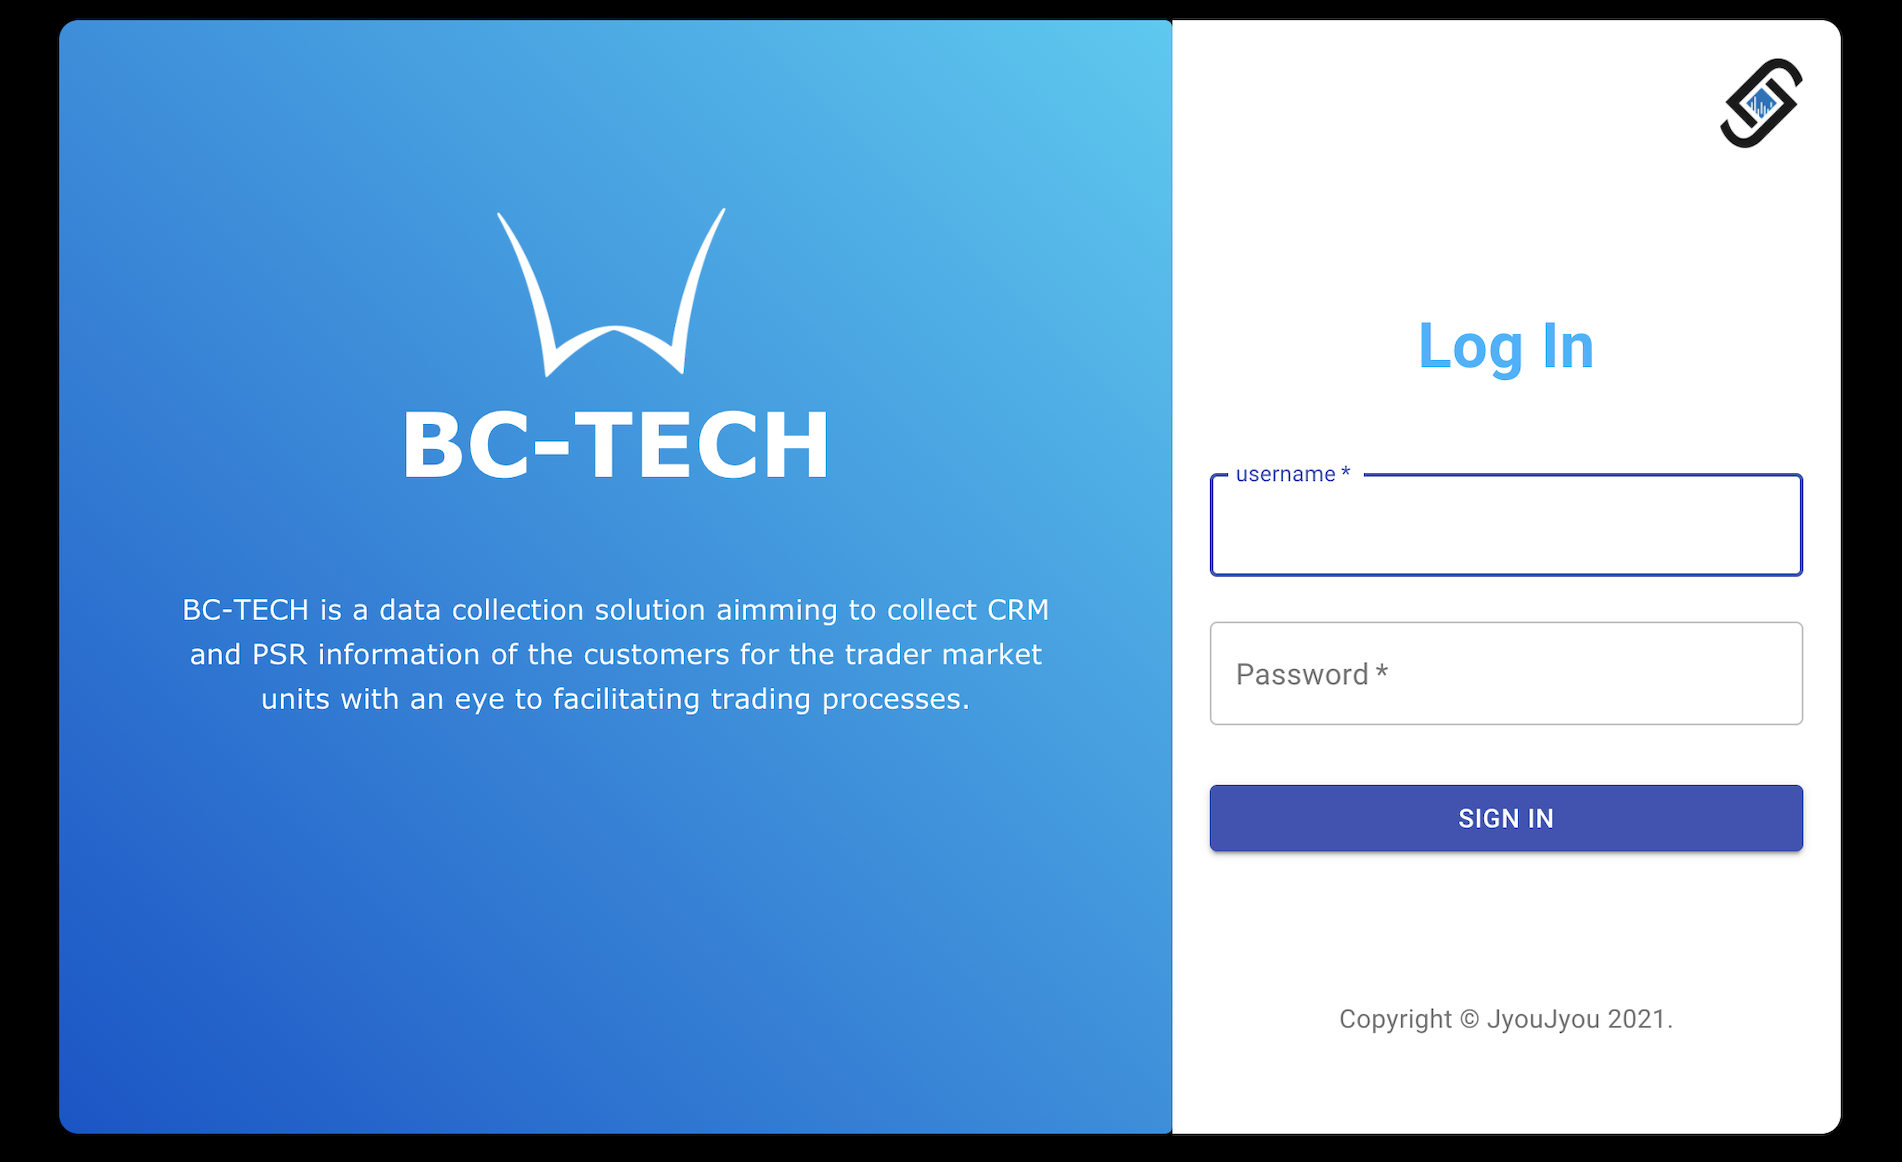 BC-TECH
BC-TECH is a data collection solution aimming to collect CRM
and PSR information of the customers for the trader market
units with an eye to facilitating trading processes.
Log In
username *
Password *
SIGN IN
Copyright © JyouJyou 2021.